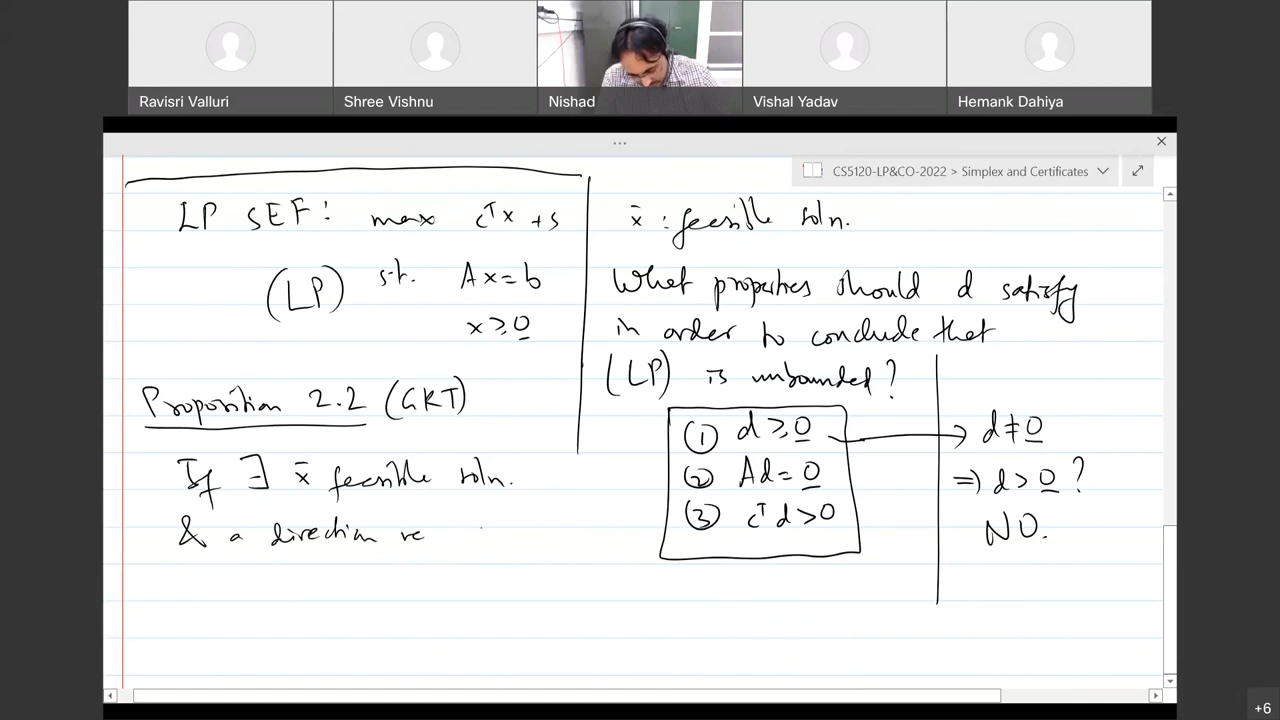 Ravisri Valluri
Shree Vishnu
Nishad
Vishal Yadav
Hemank Dahiya
CS5120-LP&CO-2022 > Simplex and Certificates
LP SEF: max cᵀx + s
(LP) s.t. Ax = b
x ≥ 0
Proposition 2.2 (GKT)
If ∃ x̄ feasible soln.
& a direction ve
x̄ : feasible soln.
What properties should d satisfy
in order to conclude that
(LP) is unbounded?
① d ≥ 0
② Ad = 0
③ cᵀd > 0
→ d ≠ 0
⇒ d > 0 ?
NO.
+6